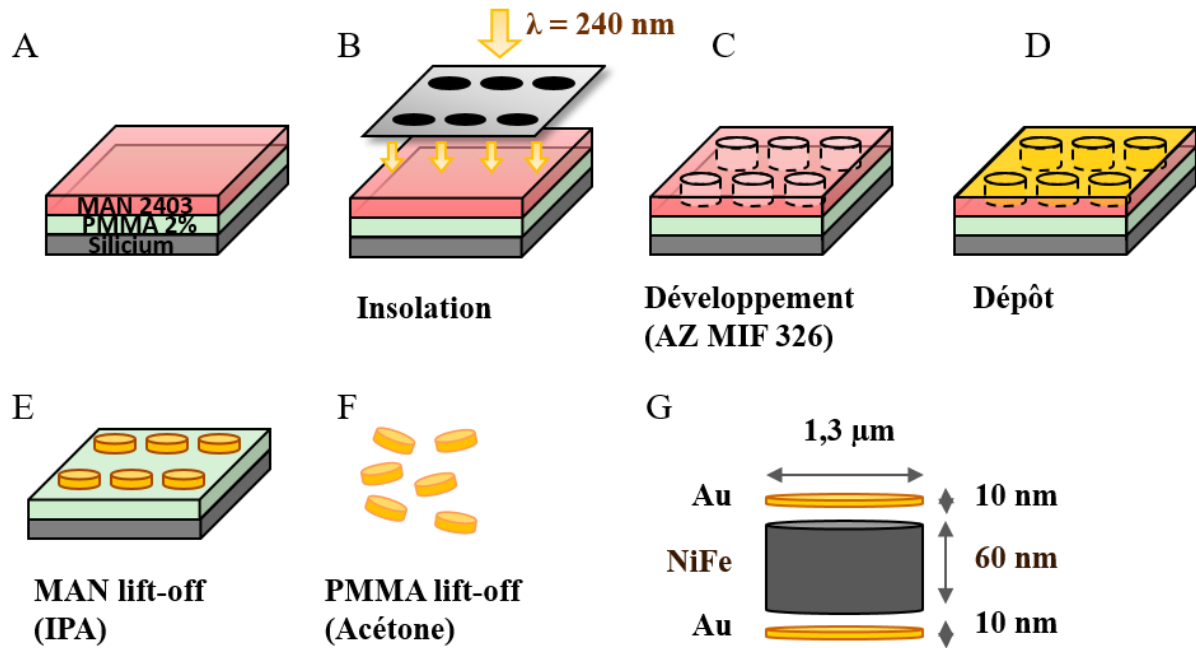 A
B
λ = 240 nm
C
D
MAN 2403
PMMA 2%
Silicium
Insolation
Développement
(AZ MIF 326)
Dépôt
E
F
G
1,3 µm
Au
10 nm
NiFe
60 nm
Au
10 nm
MAN lift-off
(IPA)
PMMA lift-off
(Acétone)